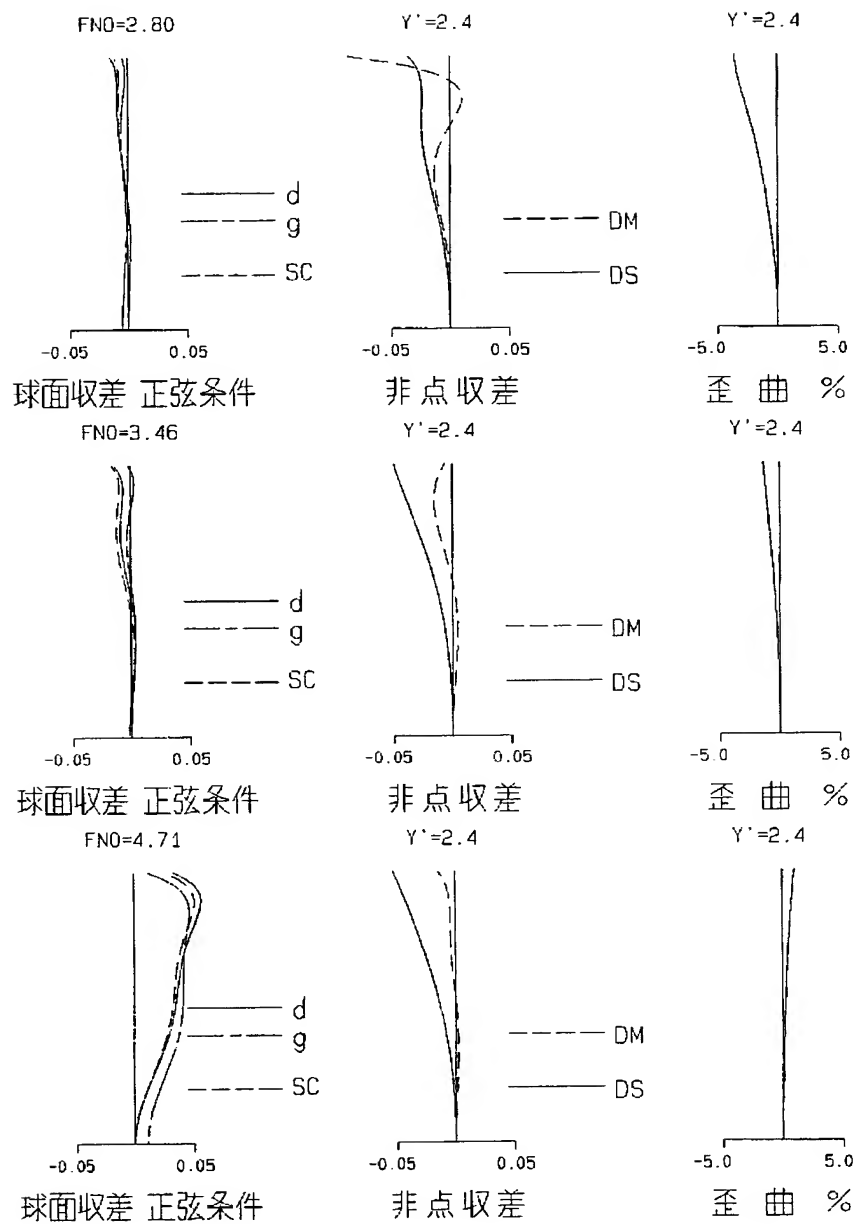 FNO=2.80 Y'=2.4 Y'=2.4
d
g
SC
DM
DS
-0.05 0.05 -0.05 0.05 -5.0 5.0
球面収差 正弦条件 非点収差 歪曲 %
FNO=3.46 Y'=2.4 Y'=2.4
d
g
SC
DM
DS
-0.05 0.05 -0.05 0.05 -5.0 5.0
球面収差 正弦条件 非点収差 歪曲 %
FNO=4.71 Y'=2.4 Y'=2.4
d
g
SC
DM
DS
-0.05 0.05 -0.05 0.05 -5.0 5.0
球面収差 正弦条件 非点収差 歪曲 %